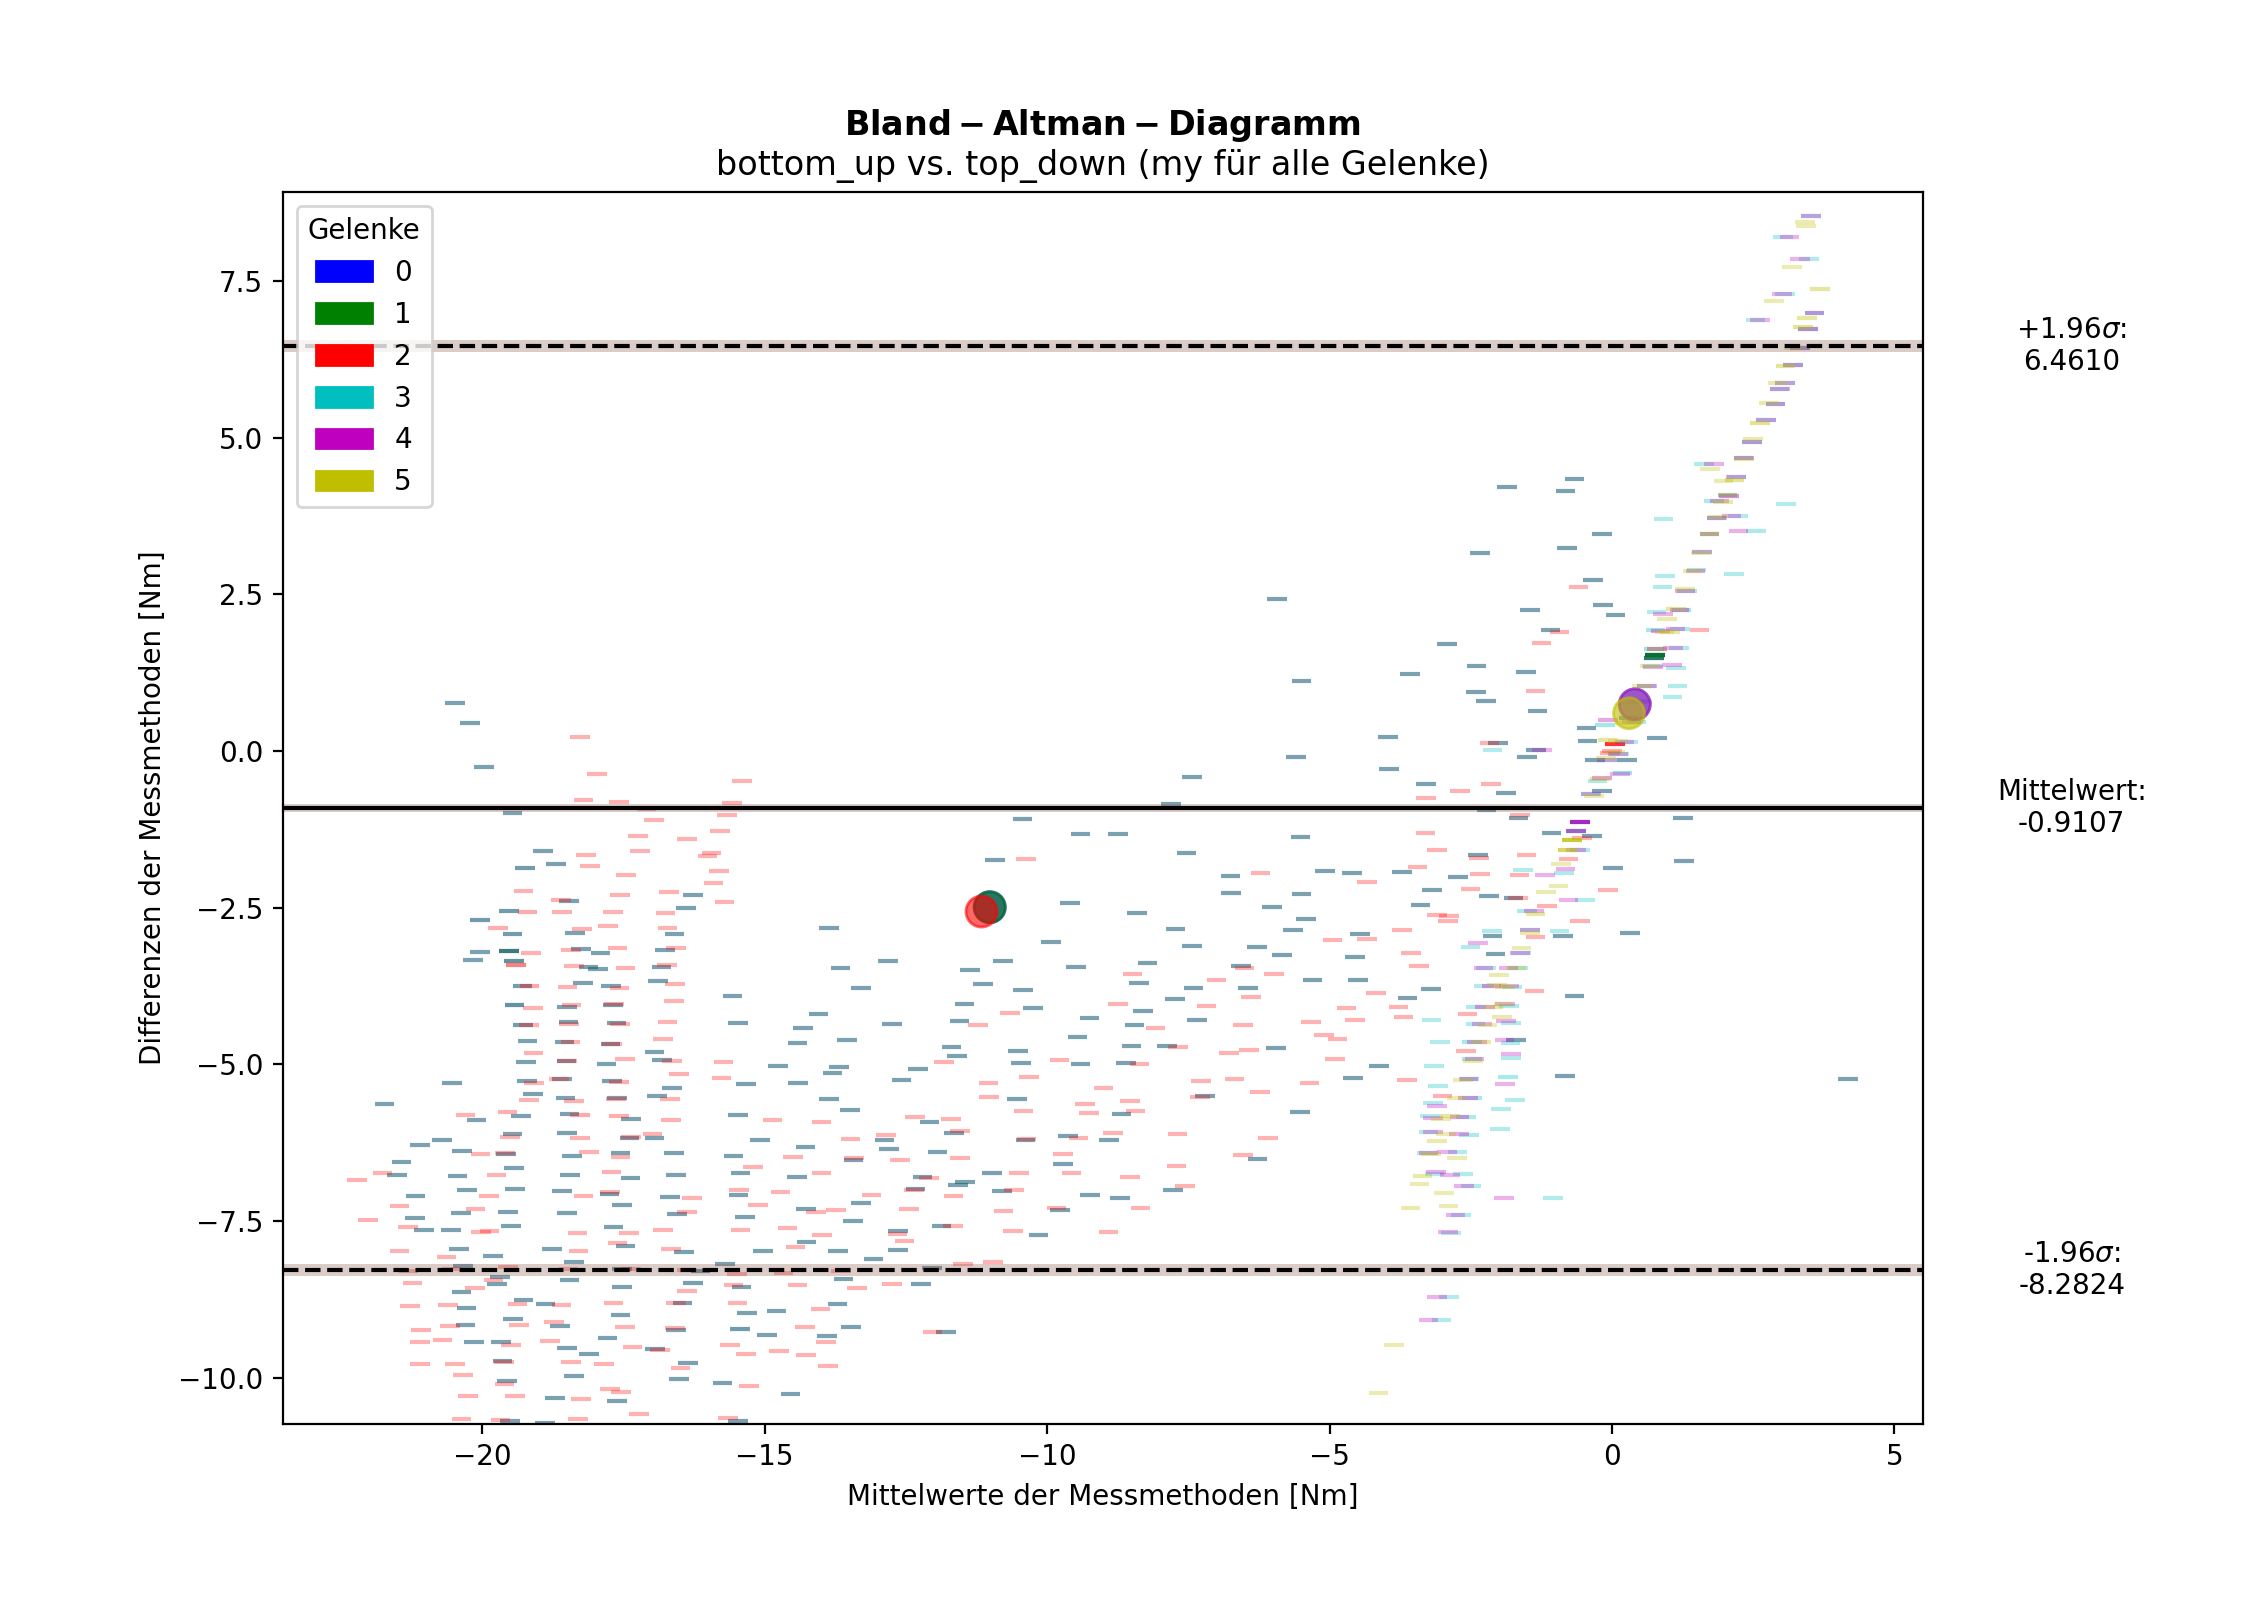 Bland – Altman – Diagramm
bottom_up vs. top_down (my für alle Gelenke)
Gelenke
0
1
2
3
4
5
7.5
5.0
2.5
0.0
−2.5
−5.0
−7.5
−10.0
Differenzen der Messmethoden [Nm]
+1.96σ:
6.4610
Mittelwert:
-0.9107
-1.96σ:
-8.2824
−20
−15
−10
−5
0
5
Mittelwerte der Messmethoden [Nm]